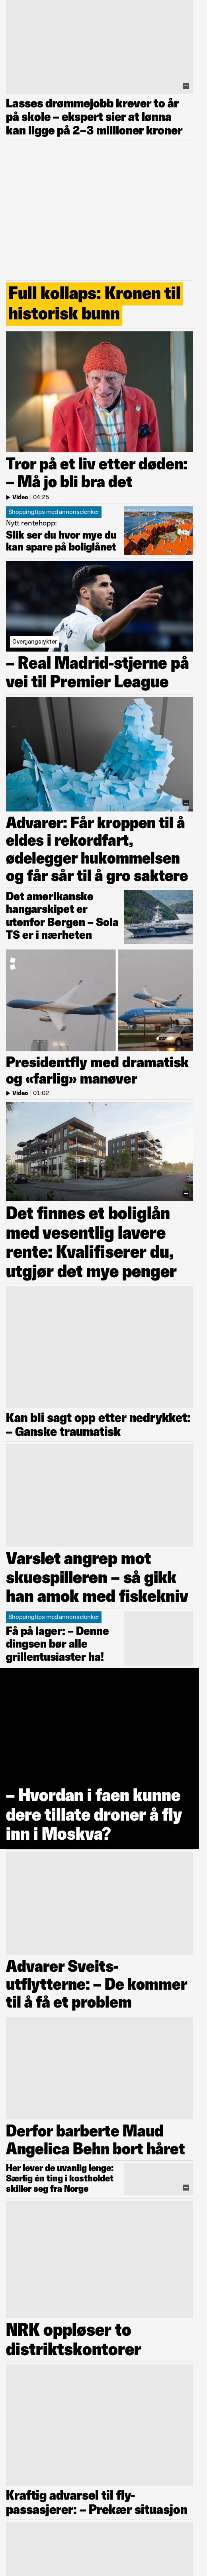 Lasses drømmejobb krever to år
på skole – ekspert sier at lønna
kan ligge på 2–3 millioner kroner
Full kollaps: Kronen til
historisk bunn
Tror på et liv etter døden:
– Må jo bli bra det
Video | 04:25
Shoppingtips med annonselenker
Nytt rentehopp:
Slik ser du hvor mye du
kan spare på boliglånet
Overgangsrykter
– Real Madrid-stjerne på
vei til Premier League
Advarer: Får kroppen til å
eldes i rekordfart,
ødelegger hukommelsen
og får sår til å gro saktere
Det amerikanske
hangarskipet er
utenfor Bergen – Sola
TS er i nærheten
Presidentfly med dramatisk
og «farlig» manøver
Video | 01:02
Det finnes et boliglån
med vesentlig lavere
rente: Kvalifiserer du,
utgjør det mye penger
Kan bli sagt opp etter nedrykket:
– Ganske traumatisk
Varslet angrep mot
skuespilleren – så gikk
han amok med fiskekniv
Shoppingtips med annonselenker
Få på lager: – Denne
dingsen bør alle
grillentusiaster ha!
– Hvordan i faen kunne
dere tillate droner å fly
inn i Moskva?
Advarer Sveits-
utflytterne: – De kommer
til å få et problem
Derfor barberte Maud
Angelica Behn bort håret
Her lever de uvanlig lenge:
Særlig én ting i kostholdet
skiller seg fra Norge
NRK oppløser to
distriktskontorer
Kraftig advarsel til fly-
passasjerer: – Prekær situasjon